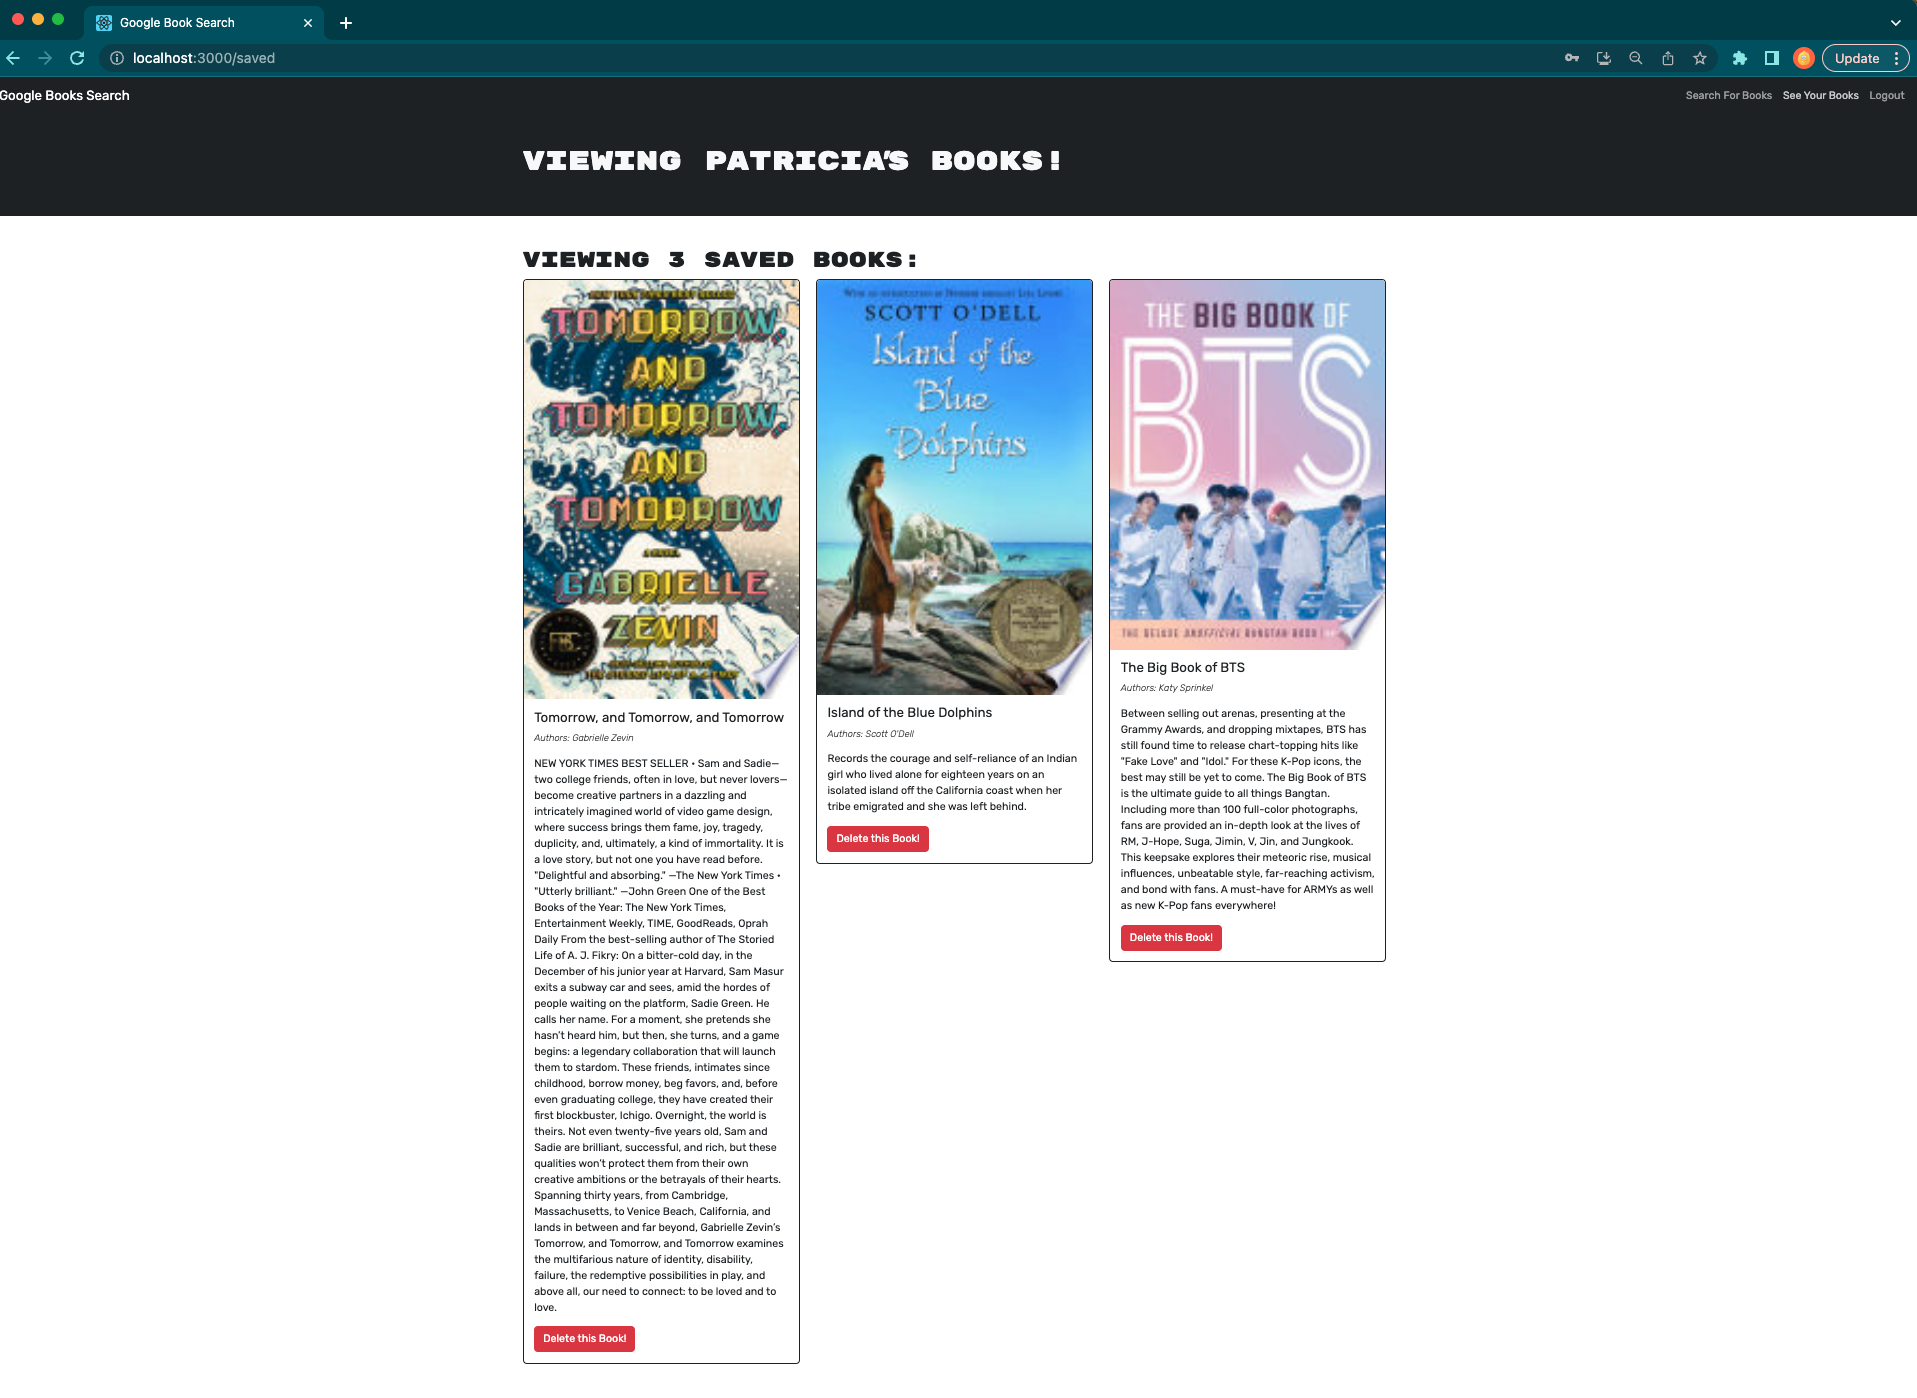 Google Book Search
localhost:3000/saved
Update
Google Books Search
Search For Books See Your Books Logout
VIEWING PATRICIA'S BOOKS!
VIEWING 3 SAVED BOOKS:
TOMORROW,
AND
TOMORROW,
AND
TOMORROW
A NOVEL
GABRIELLE
ZEVIN
Tomorrow, and Tomorrow, and Tomorrow
Authors: Gabrielle Zevin
NEW YORK TIMES BEST SELLER • Sam and Sadie—
two college friends, often in love, but never lovers—
become creative partners in a dazzling and
intricately imagined world of video game design,
where success brings them fame, joy, tragedy,
duplicity, and, ultimately, a kind of immortality. It is
a love story, but not one you have read before.
"Delightful and absorbing." —The New York Times •
"Utterly brilliant." —John Green One of the Best
Books of the Year: The New York Times,
Entertainment Weekly, TIME, GoodReads, Oprah
Daily From the best-selling author of The Storied
Life of A. J. Fikry: On a bitter-cold day, in the
December of his junior year at Harvard, Sam Masur
exits a subway car and sees, amid the hordes of
people waiting on the platform, Sadie Green. He
calls her name. For a moment, she pretends she
hasn't heard him, but then, she turns, and a game
begins: a legendary collaboration that will launch
them to stardom. These friends, intimates since
childhood, borrow money, beg favors, and, before
even graduating college, they have created their
first blockbuster, Ichigo. Overnight, the world is
theirs. Not even twenty-five years old, Sam and
Sadie are brilliant, successful, and rich, but these
qualities won't protect them from their own
creative ambitions or the betrayals of their hearts.
Spanning thirty years, from Cambridge,
Massachusetts, to Venice Beach, California, and
lands in between and far beyond, Gabrielle Zevin's
Tomorrow, and Tomorrow, and Tomorrow examines
the multifarious nature of identity, disability,
failure, the redemptive possibilities in play, and
above all, our need to connect: to be loved and to
love.
Delete this Book!
SCOTT O'DELL
Island of the
Blue
Dolphins
Island of the Blue Dolphins
Authors: Scott O'Dell
Records the courage and self-reliance of an Indian
girl who lived alone for eighteen years on an
isolated island off the California coast when her
tribe emigrated and she was left behind.
Delete this Book!
THE BIG BOOK OF
BTS
THE DELUXE UNOFFICIAL BANGTAN BOOK
The Big Book of BTS
Authors: Katy Sprinkel
Between selling out arenas, presenting at the
Grammy Awards, and dropping mixtapes, BTS has
still found time to release chart-topping hits like
"Fake Love" and "Idol." For these K-Pop icons, the
best may still be yet to come. The Big Book of BTS
is the ultimate guide to all things Bangtan.
Including more than 100 full-color photographs,
fans are provided an in-depth look at the lives of
RM, J-Hope, Suga, Jimin, V, Jin, and Jungkook.
This keepsake explores their meteoric rise, musical
influences, unbeatable style, far-reaching activism,
and bond with fans. A must-have for ARMYs as well
as new K-Pop fans everywhere!
Delete this Book!